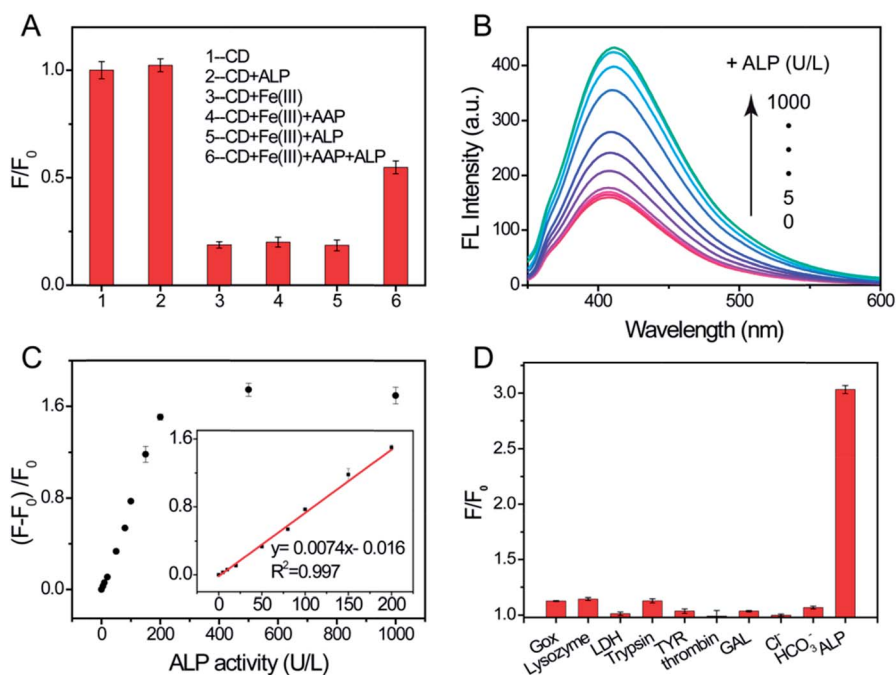 A
F/F₀
1.0
0.5
0.0
1--CD
2--CD+ALP
3--CD+Fe(III)
4--CD+Fe(III)+AAP
5--CD+Fe(III)+ALP
6--CD+Fe(III)+AAP+ALP
1 2 3 4 5 6
B
FL Intensity (a.u.)
400
300
200
100
0
+ ALP (U/L)
1000
5
0
400 500 600
Wavelength (nm)
C
(F-F₀)/F₀
1.6
0.8
0.0
1.6
0.8
0.0
y= 0.0074x- 0.016
R²=0.997
0 50 100 150 200
0 200 400 600 800 1000
ALP activity (U/L)
D
F/F₀
3.0
2.5
2.0
1.5
1.0
Gox
Lysozyme
LDH
Trypsin
TYR
thrombin
GAL
Cl⁻
HCO₃⁻
ALP